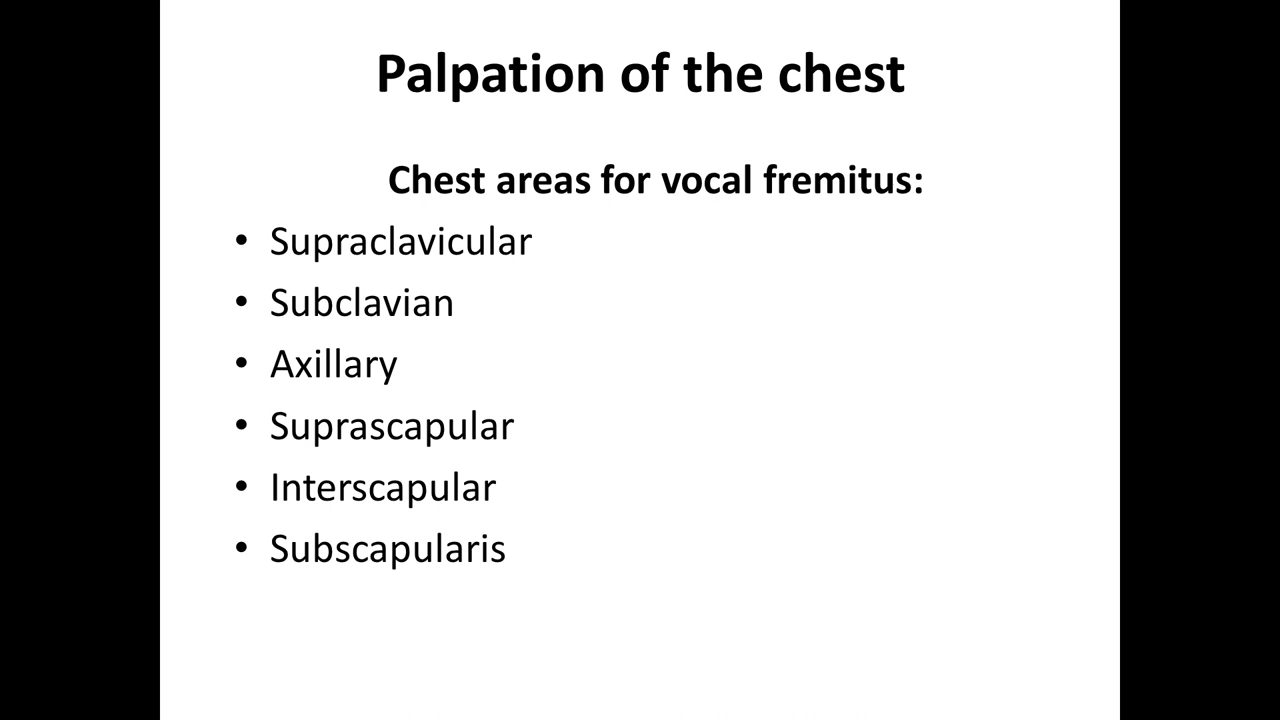 Palpation of the chest
Chest areas for vocal fremitus:
• Supraclavicular
• Subclavian
• Axillary
• Suprascapular
• Interscapular
• Subscapularis